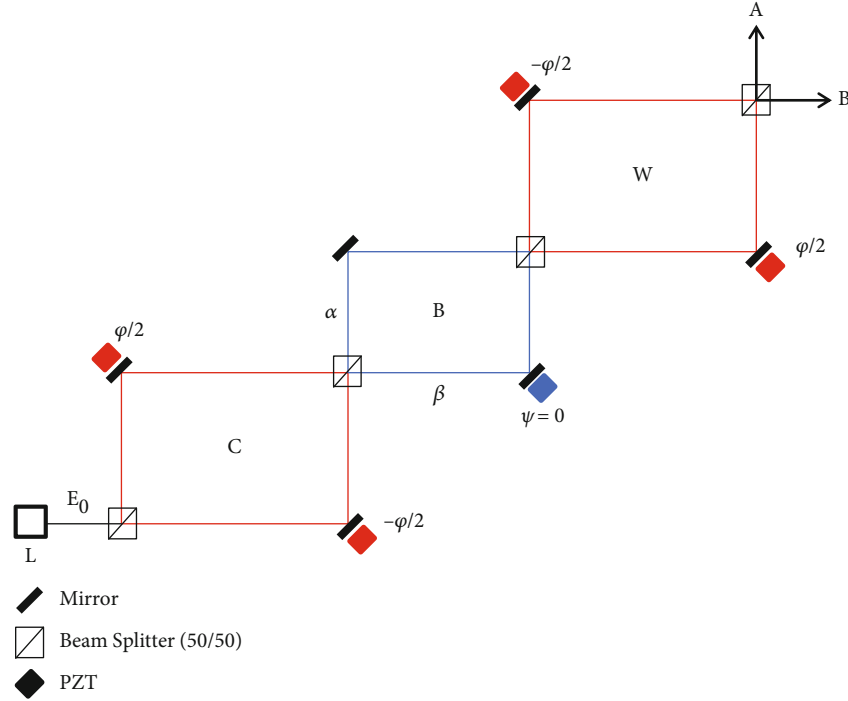 A
–φ/2
B
W
φ/2
α
B
φ/2
β
ψ = 0
C
E0
–φ/2
L
Mirror
Beam Splitter (50/50)
PZT